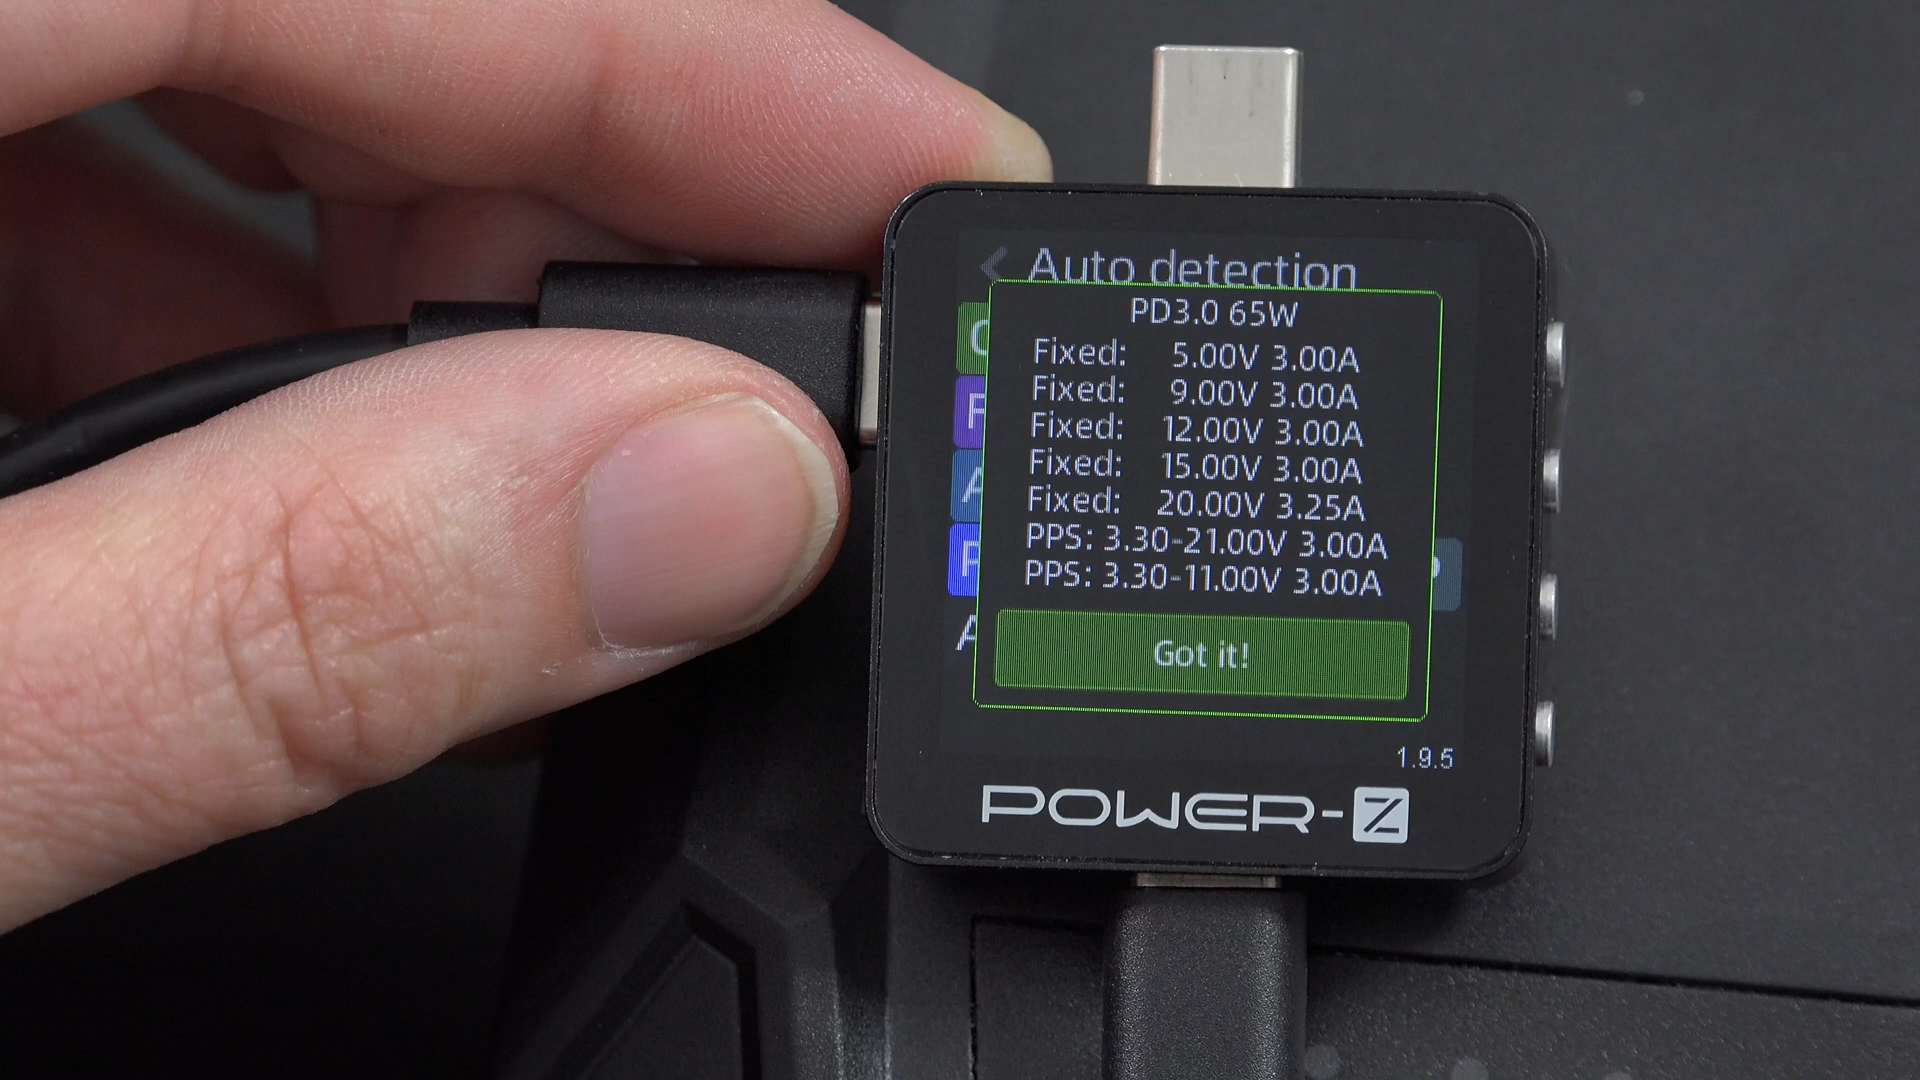 Auto detection
PD3.0 65W
Fixed: 5.00V 3.00A
Fixed: 9.00V 3.00A
Fixed: 12.00V 3.00A
Fixed: 15.00V 3.00A
Fixed: 20.00V 3.25A
PPS: 3.30-21.00V 3.00A
PPS: 3.30-11.00V 3.00A
Got it!
1.9.5
POWER-Z